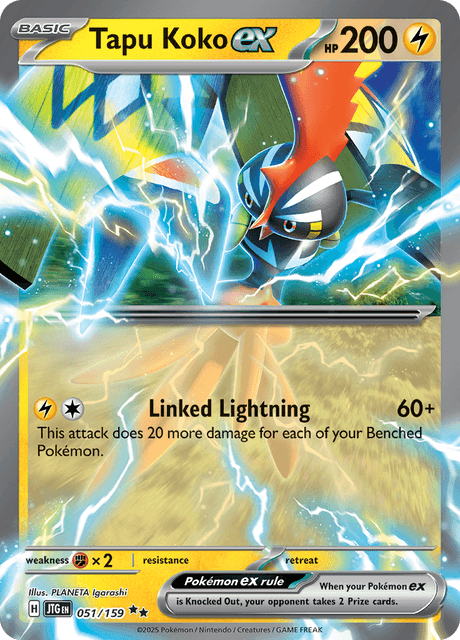 BASIC Tapu Koko ex HP 200
Linked Lightning 60+
This attack does 20 more damage for each of your Benched
Pokémon.
weakness ×2 resistance retreat
Illus. PLANETA Igarashi
Pokémon ex rule When your Pokémon ex
is Knocked Out, your opponent takes 2 Prize cards.
H JTG EN 051/159 ★★
©2025 Pokémon / Nintendo / Creatures / GAME FREAK